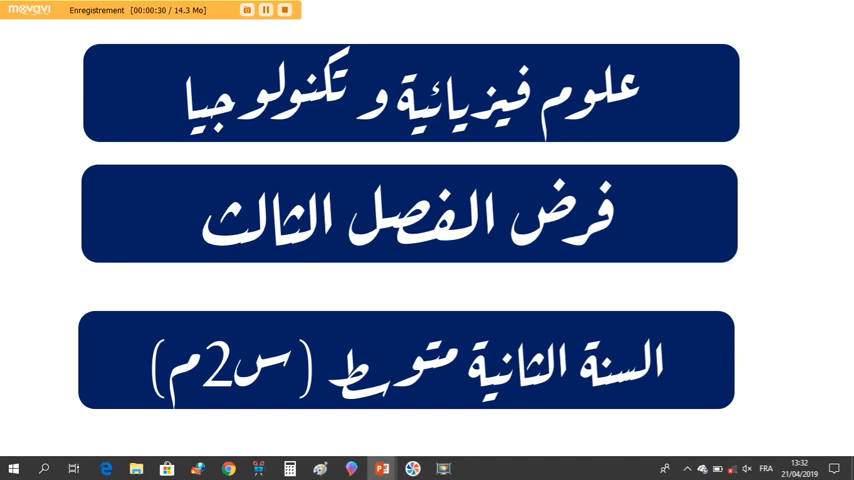 movavi Enregistrement [00:00:30 / 14.3 Mo]
علوم فيزيائية و تكنولوجيا
فرض الفصل الثالث
السنة الثانية متوسط (س2م)
FRA 13:32
21/04/2019